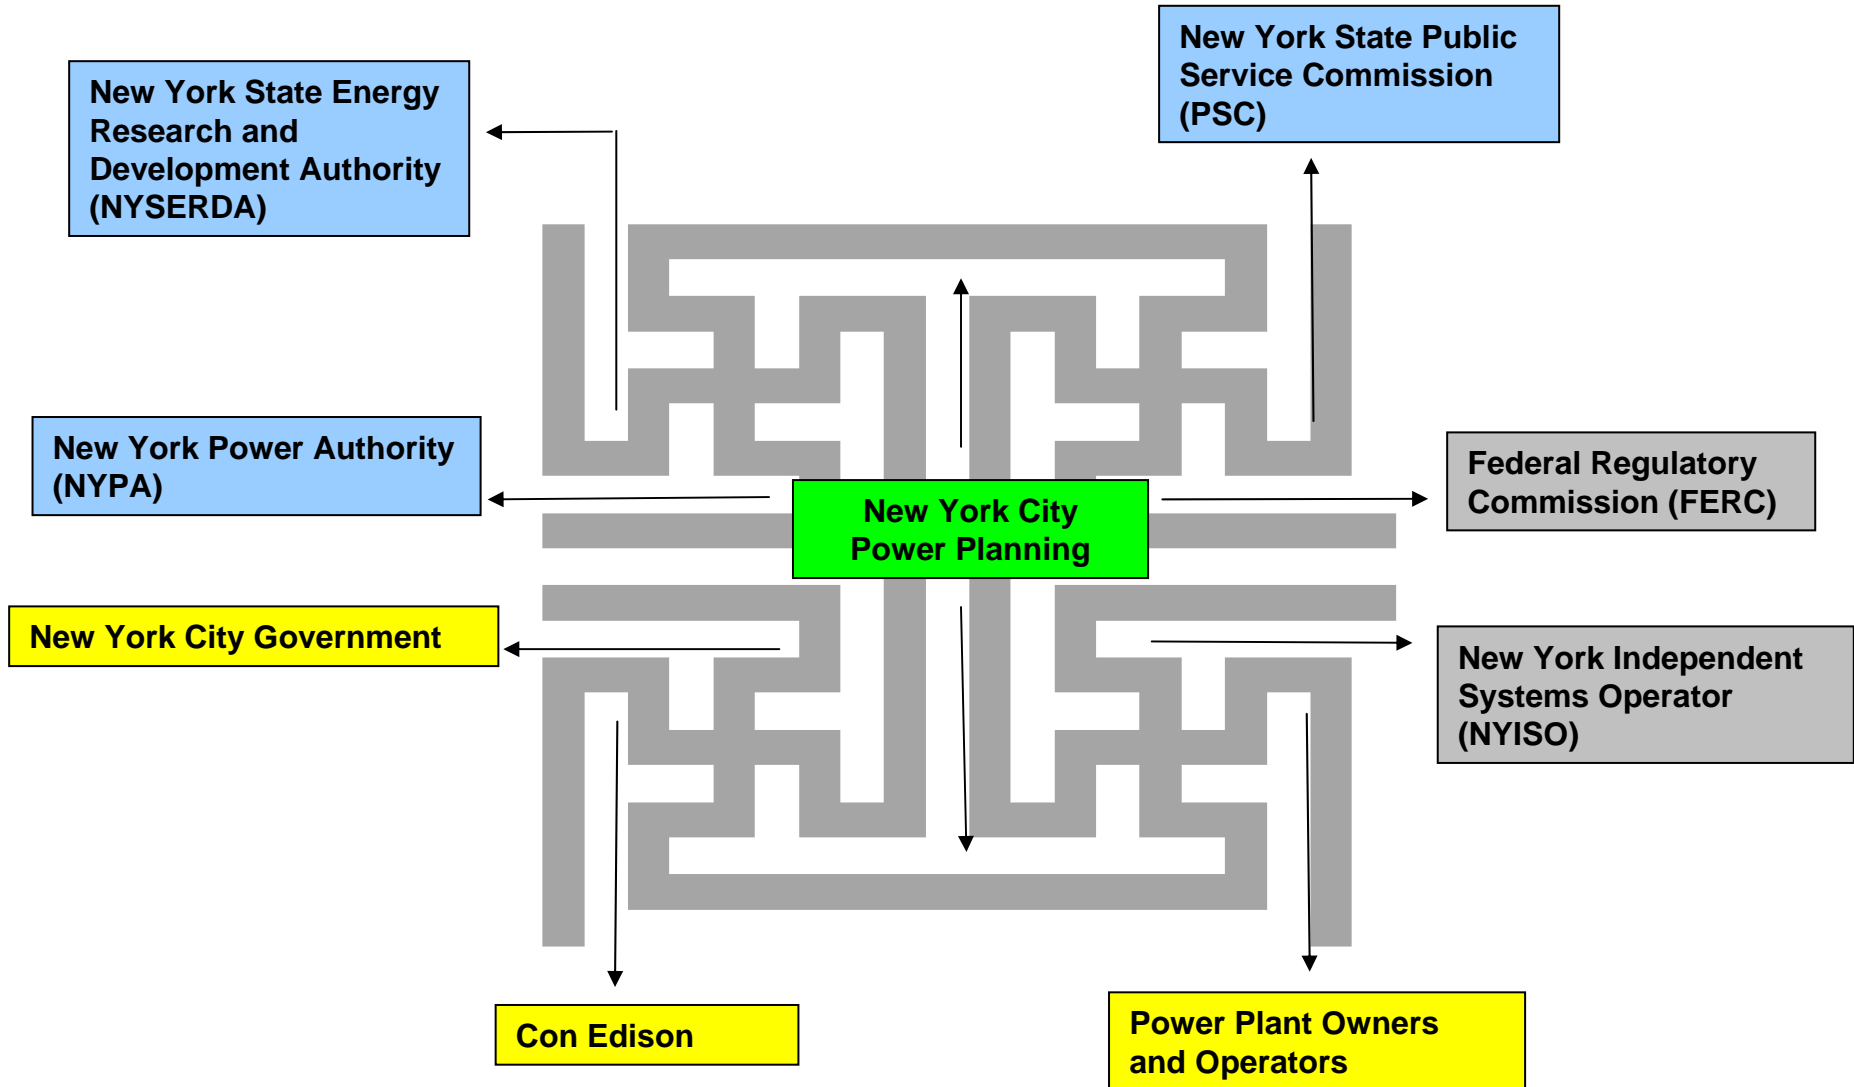 New York State Public
Service Commission
(PSC)
New York State Energy
Research and
Development Authority
(NYSERDA)
New York Power Authority
(NYPA)
Federal Regulatory
Commission (FERC)
New York City
Power Planning
New York City Government
New York Independent
Systems Operator
(NYISO)
Con Edison
Power Plant Owners
and Operators